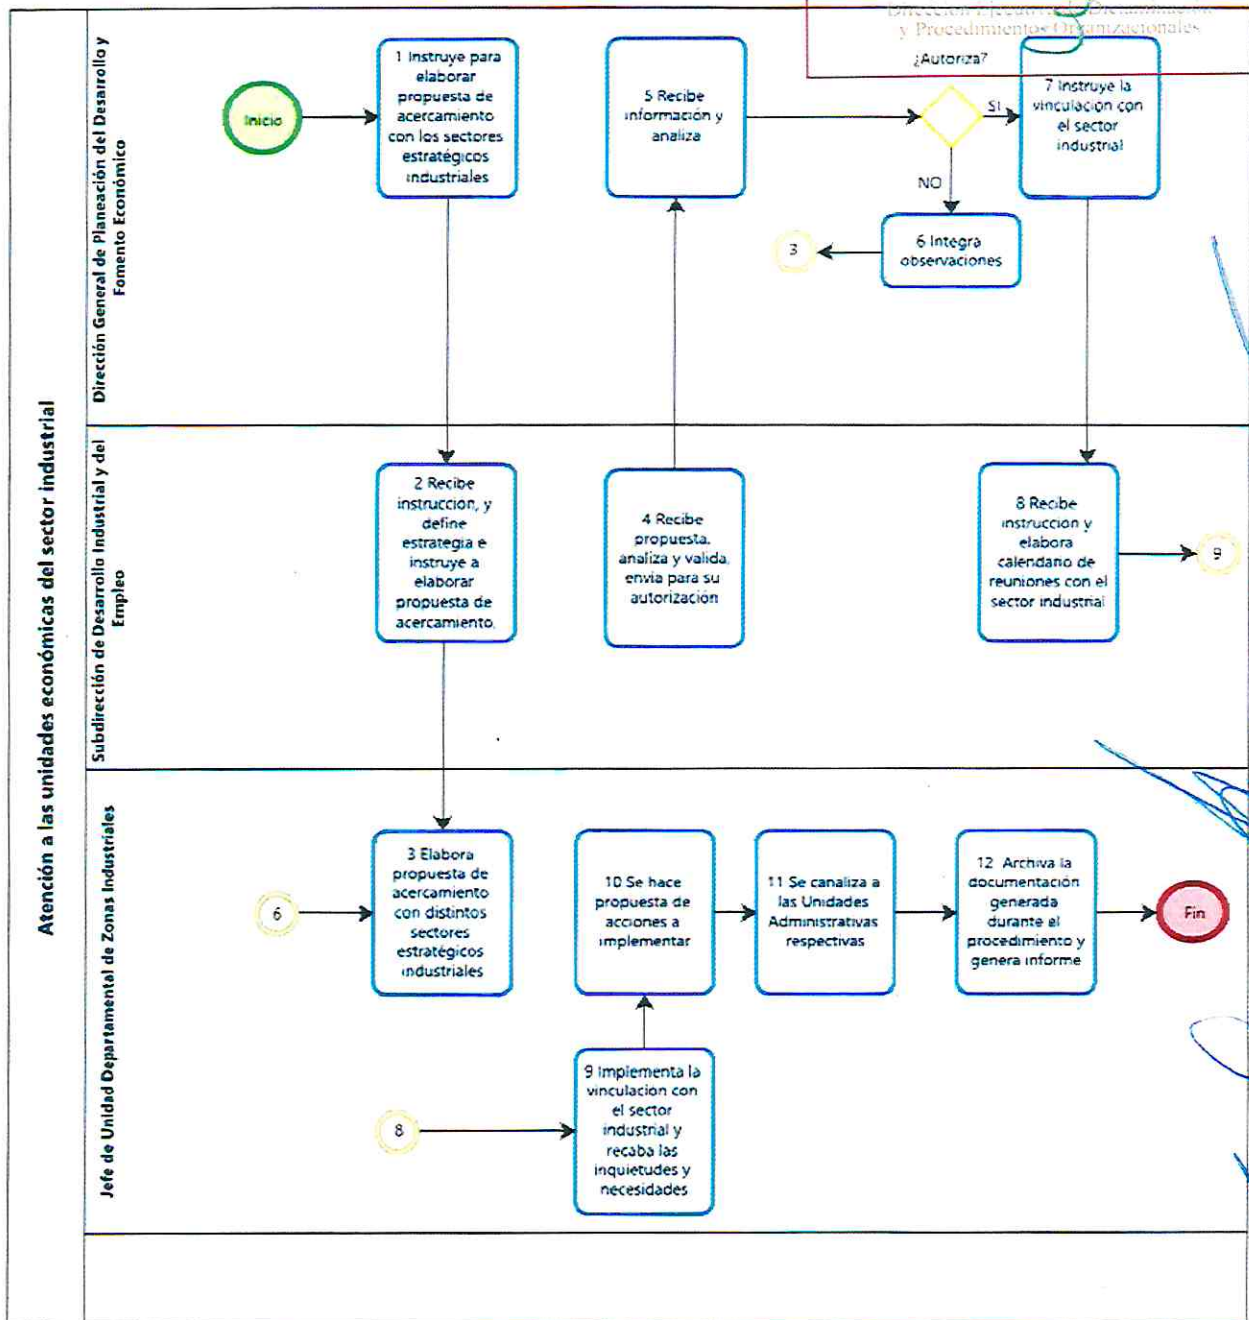 y Procedimientos Organizacionales
Atención a las unidades económicas del sector industrial
Dirección General de Planeación del Desarrollo y
Fomento Económico
Inicio
1 Instruye para
elaborar
propuesta de
acercamiento
con los sectores
estratégicos
industriales
5 Recibe
información y
analiza
¿Autoriza?
SI
NO
7 Instruye la
vinculación con
el sector
industrial
6 Integra
observaciones
3
Subdirección de Desarrollo Industrial y del
Empleo
2 Recibe
instruccion, y
define
estrategia e
instruye a
elaborar
propuesta de
acercamiento.
4 Recibe
propuesta,
analiza y valida,
envia para su
autorización
8 Recibe
instruccion y
elabora
calendario de
reuniones con el
sector industrial
9
Jefe de Unidad Departamental de Zonas Industriales
6
3 Elabora
propuesta de
acercamiento
con distintos
sectores
estratégicos
industriales
10 Se hace
propuesta de
acciones a
implementar
11 Se canaliza a
las Unidades
Administrativas
respectivas
12 Archiva la
documentación
generada
durante el
procedimiento y
genera informe
Fin
8
9 Implementa la
vinculacion con
el sector
industrial y
recaba las
inquietudes y
necesidades